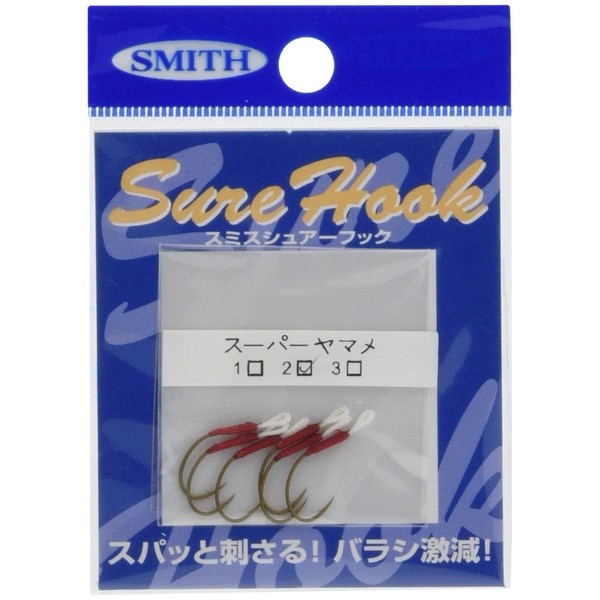 SMITH
Sure Hook
スミスシュアーフック
スーパーヤマメ
1☐ 2☑ 3☐
スパッと刺さる! バラシ激減!